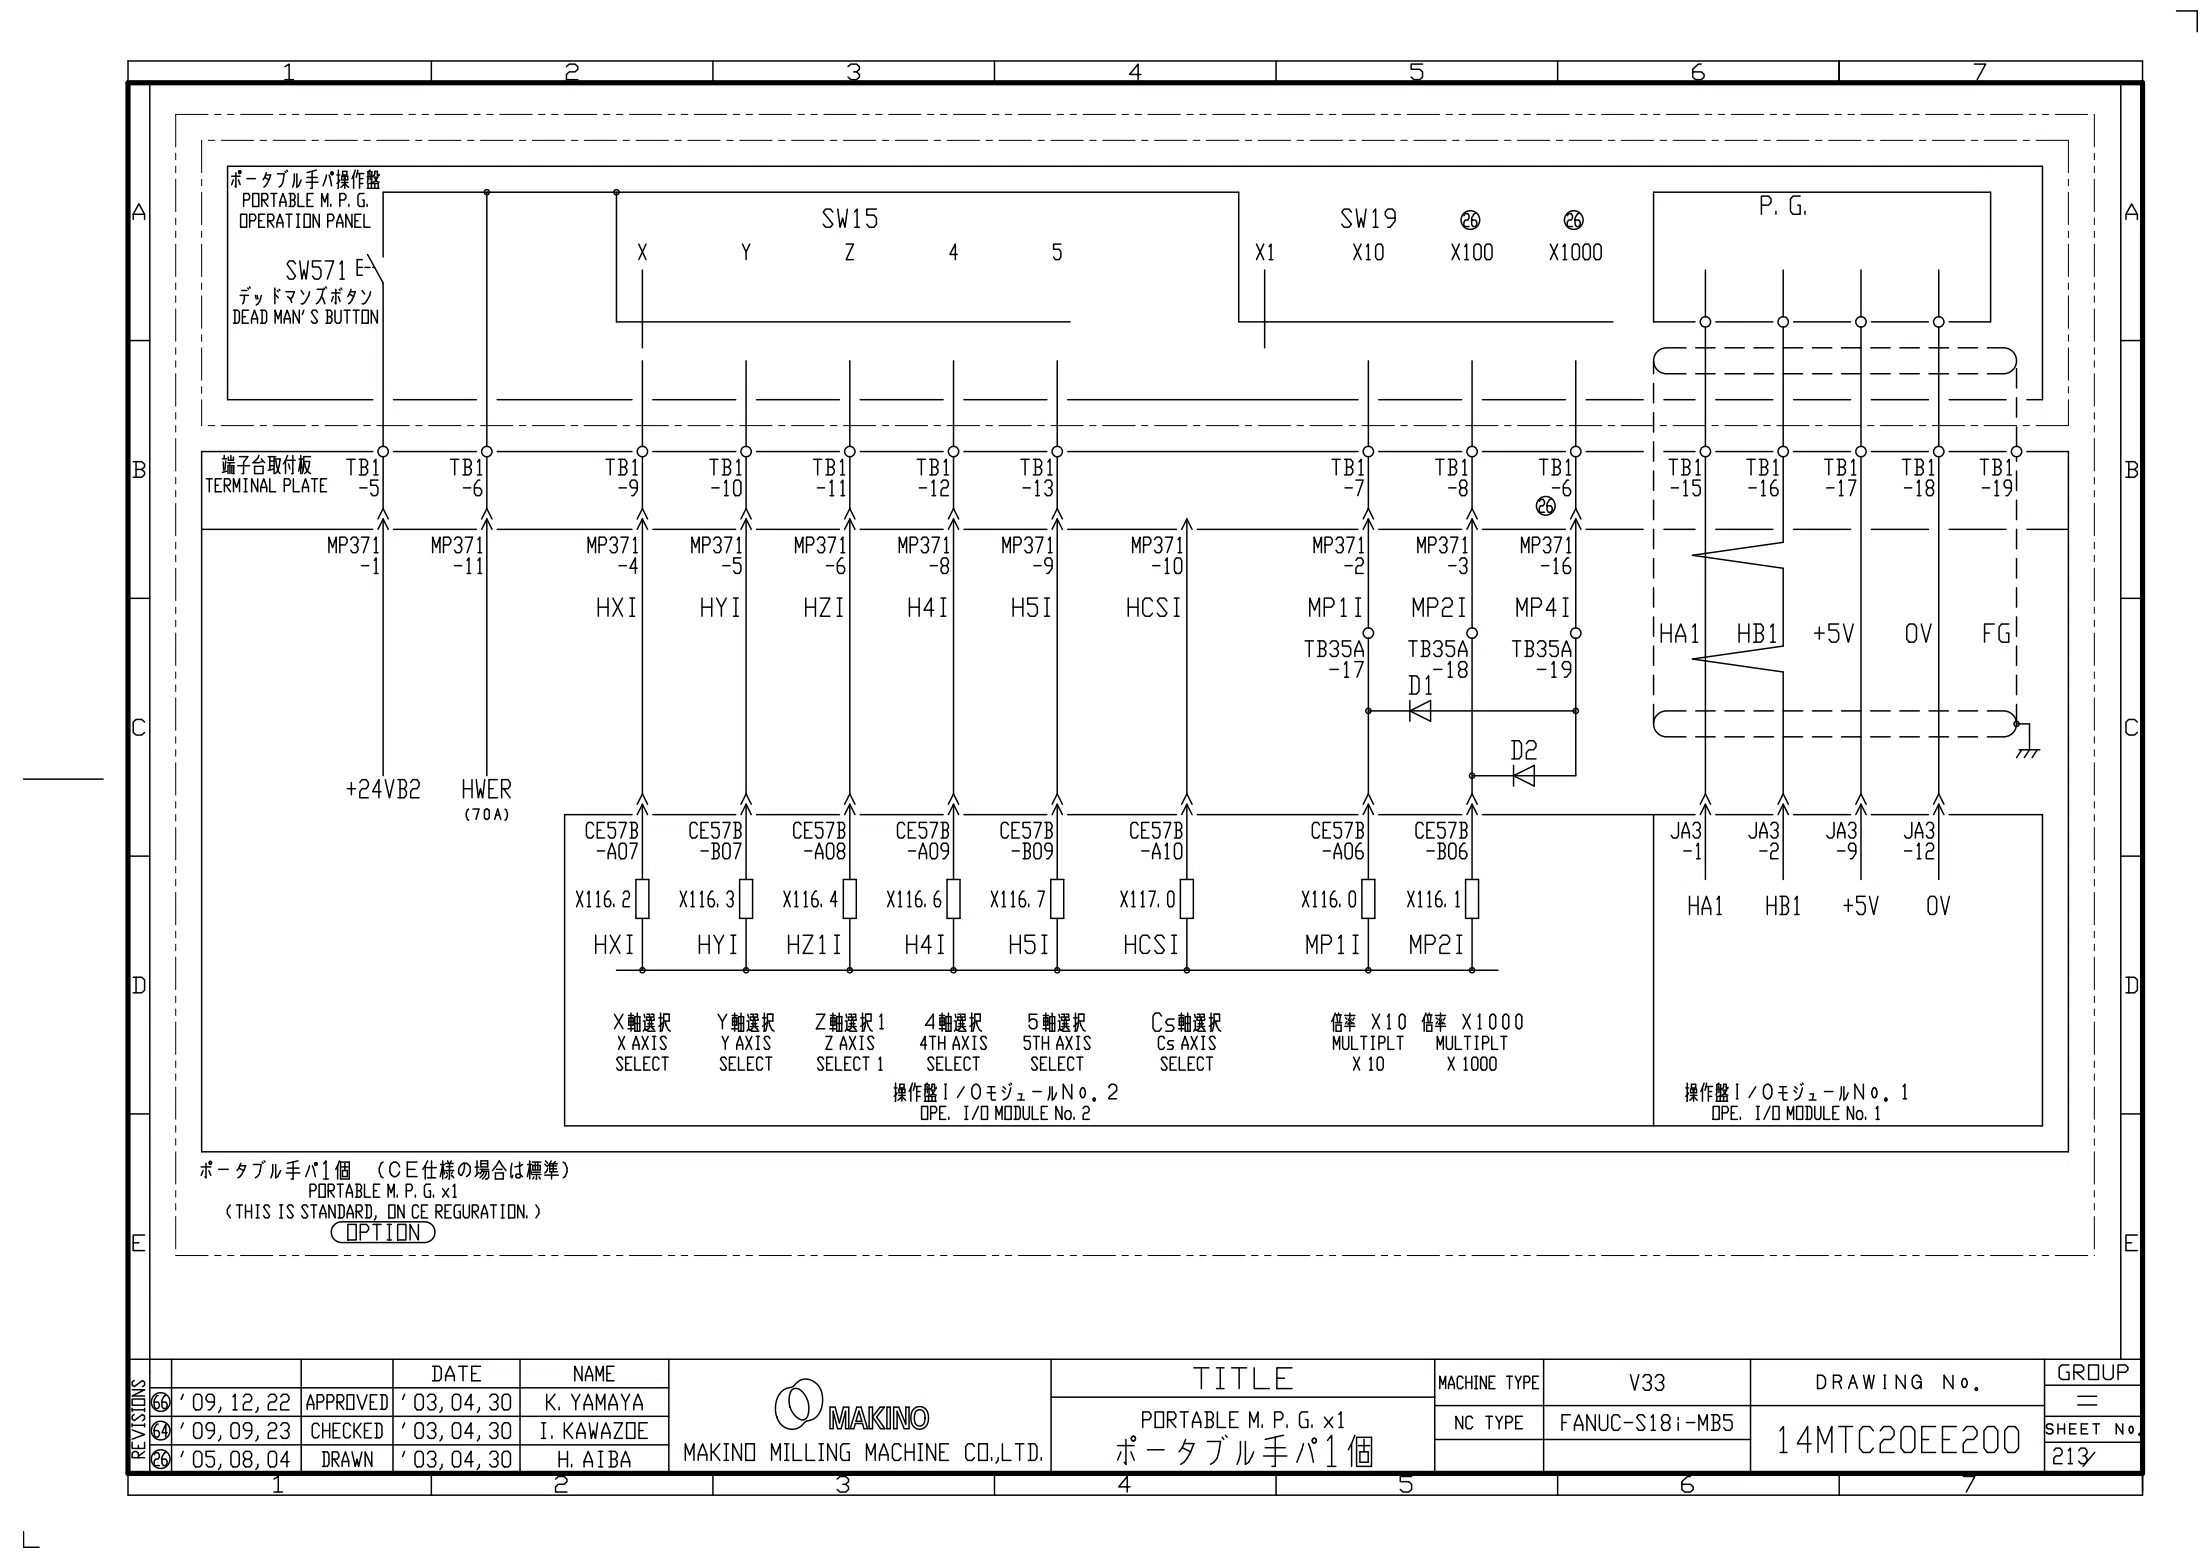 1 2 3 4 5 6 7
A A
ポータブル手パ操作盤
PORTABLE M. P. G.
OPERATION PANEL
SW15 SW19 26 26 P. G.
X Y Z 4 5 X1 X10 X100 X1000
SW571 E
デッドマンズボタン
DEAD MAN'S BUTTON
B B
端子台取付板
TERMINAL PLATE
TB1 TB1 TB1 TB1 TB1 TB1 TB1 TB1 TB1 TB1 TB1 TB1 TB1 TB1 TB1
-5 -6 -9 -10 -11 -12 -13 -7 -8 -6 -15 -16 -17 -18 -19
26
MP371 MP371 MP371 MP371 MP371 MP371 MP371 MP371 MP371 MP371 MP371
-1 -11 -4 -5 -6 -8 -9 -10 -2 -3 -16
HXI HYI HZI H4I H5I HCSI MP1I MP2I MP4I
HA1 HB1 +5V 0V FG
TB35A TB35A TB35A
-17 -18 -19
D1
C C
D2
+24VB2 HWER
(70A)
CE57B CE57B CE57B CE57B CE57B CE57B CE57B CE57B JA3 JA3 JA3 JA3
-A07 -B07 -A08 -A09 -B09 -A10 -A06 -B06 -1 -2 -9 -12
X116.2 X116.3 X116.4 X116.6 X116.7 X117.0 X116.0 X116.1
HA1 HB1 +5V 0V
HXI HYI HZ1I H4I H5I HCSI MP1I MP2I
D D
X軸選択 Y軸選択 Z軸選択1 4軸選択 5軸選択 Cs軸選択 倍率 X10 倍率 X1000
X AXIS Y AXIS Z AXIS 4TH AXIS 5TH AXIS Cs AXIS MULTIPLT MULTIPLT
SELECT SELECT SELECT 1 SELECT SELECT SELECT X 10 X 1000
操作盤I/OモジュールNo. 2 操作盤I/OモジュールNo. 1
OPE. I/O MODULE No. 2 OPE. I/O MODULE No. 1
ポータブル手パ1個 (CE仕様の場合は標準)
PORTABLE M. P. G. x1
(THIS IS STANDARD, ON CE REGURATION.)
OPTION
E E
REVISIONS
DATE NAME
66 '09, 12, 22 APPROVED '03, 04, 30 K. YAMAYA
64 '09, 09, 23 CHECKED '03, 04, 30 I. KAWAZOE
26 '05, 08, 04 DRAWN '03, 04, 30 H. AIBA
MAKINO
MAKINO MILLING MACHINE CO.,LTD.
TITLE
PORTABLE M. P. G. x1
ポータブル手パ1個
MACHINE TYPE V33
NC TYPE FANUC-S18i-MB5
DRAWING No.
14MTC20EE200
GROUP
=
SHEET No.
213/
1 2 3 4 5 6 7